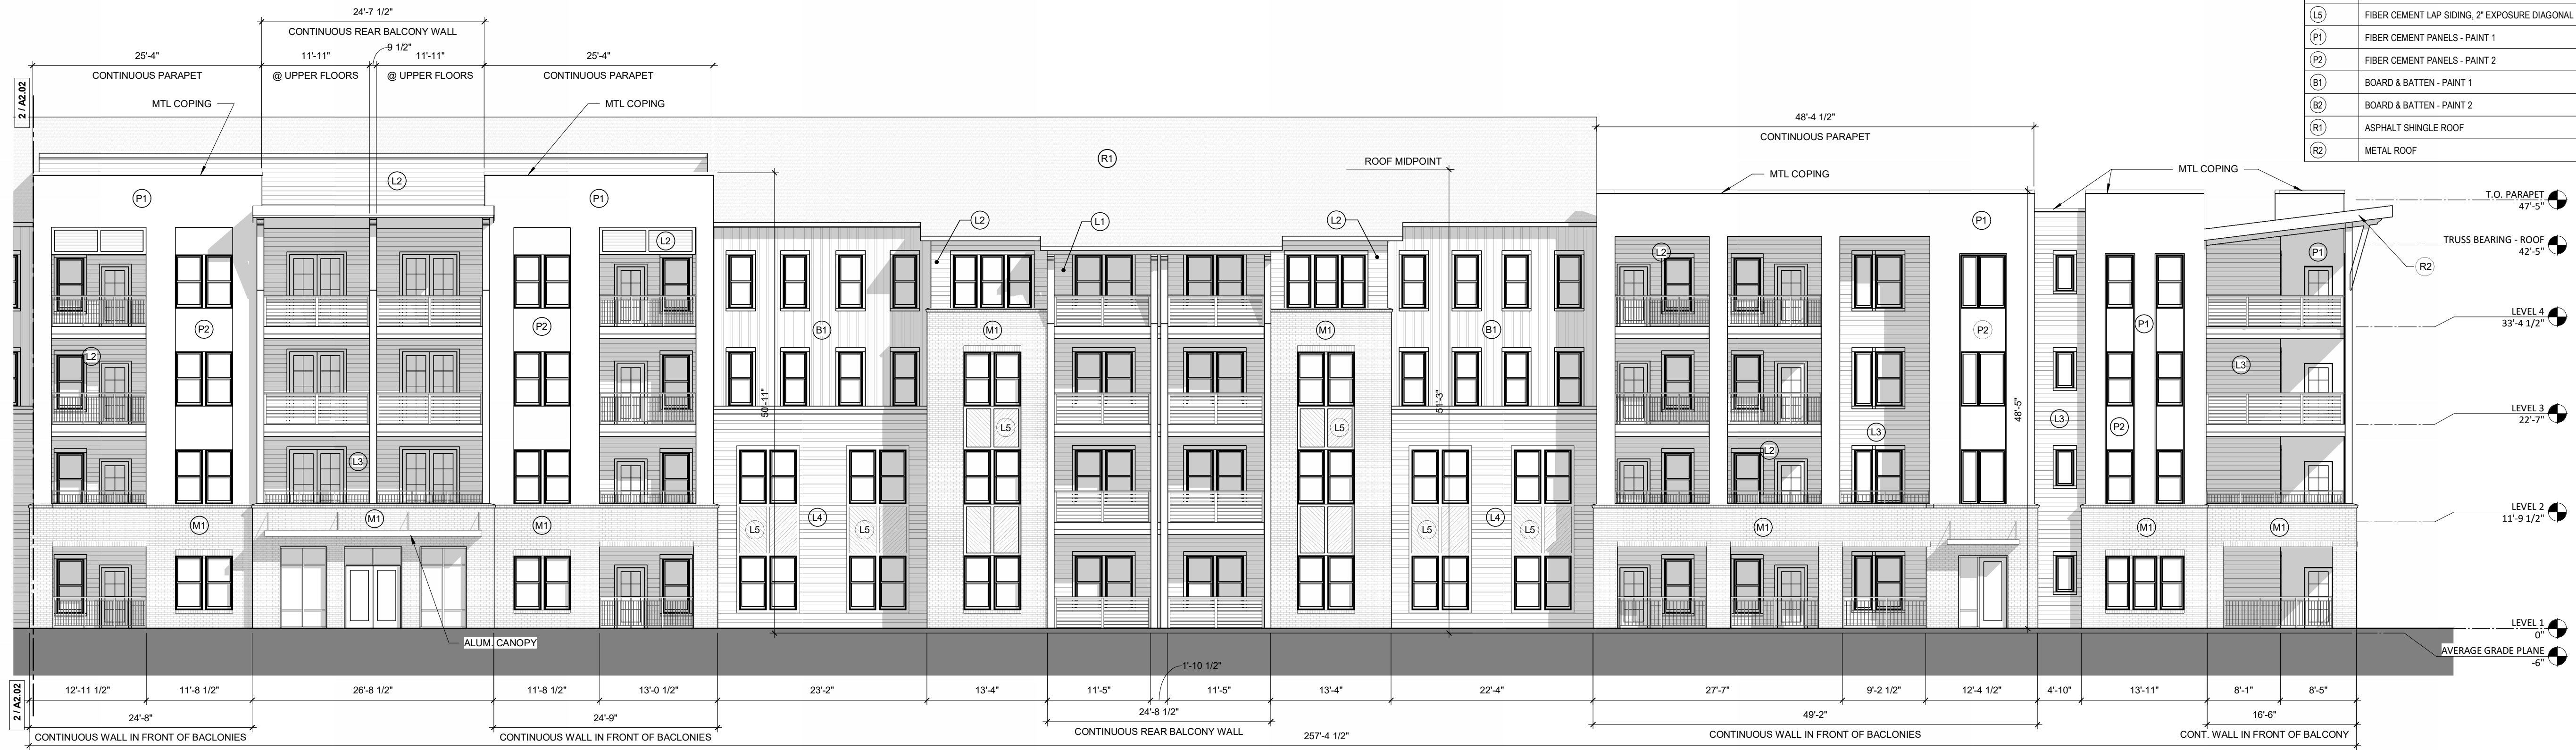 24'-7 1/2"
CONTINUOUS REAR BALCONY WALL
9 1/2"
25'-4"
11'-11"
11'-11"
25'-4"
CONTINUOUS PARAPET
@ UPPER FLOORS
@ UPPER FLOORS
CONTINUOUS PARAPET
2 / A2.02
MTL COPING
MTL COPING
L5 FIBER CEMENT LAP SIDING, 2" EXPOSURE DIAGONAL
P1 FIBER CEMENT PANELS - PAINT 1
P2 FIBER CEMENT PANELS - PAINT 2
B1 BOARD & BATTEN - PAINT 1
B2 BOARD & BATTEN - PAINT 2
R1 ASPHALT SHINGLE ROOF
R2 METAL ROOF
48'-4 1/2"
CONTINUOUS PARAPET
R1
ROOF MIDPOINT
MTL COPING
MTL COPING
P1
L2
P1
L2
L1
L2
P1
T.O. PARAPET
47'-5"
L2
L2
P1
TRUSS BEARING - ROOF
42'-5"
R2
P2
P2
B1
M1
M1
B1
P2
P1
LEVEL 4
33'-4 1/2"
L2
L3
50'-11"
51'-3"
48'-5"
LEVEL 3
22'-7"
L5
L5
L3
L3
P2
L3
L2
M1
M1
M1
L5
L4
L5
L5
L4
L5
M1
M1
M1
LEVEL 2
11'-9 1/2"
ALUM. CANOPY
LEVEL 1
0"
AVERAGE GRADE PLANE
-6"
1'-10 1/2"
2 / A2.02
12'-11 1/2"
11'-8 1/2"
26'-8 1/2"
11'-8 1/2"
13'-0 1/2"
23'-2"
13'-4"
11'-5"
11'-5"
13'-4"
22'-4"
27'-7"
9'-2 1/2"
12'-4 1/2"
4'-10"
13'-11"
8'-1"
8'-5"
24'-8"
24'-9"
24'-8 1/2"
49'-2"
16'-6"
CONTINUOUS WALL IN FRONT OF BACLONIES
CONTINUOUS WALL IN FRONT OF BACLONIES
CONTINUOUS REAR BALCONY WALL
257'-4 1/2"
CONTINUOUS WALL IN FRONT OF BACLONIES
CONT. WALL IN FRONT OF BALCONY